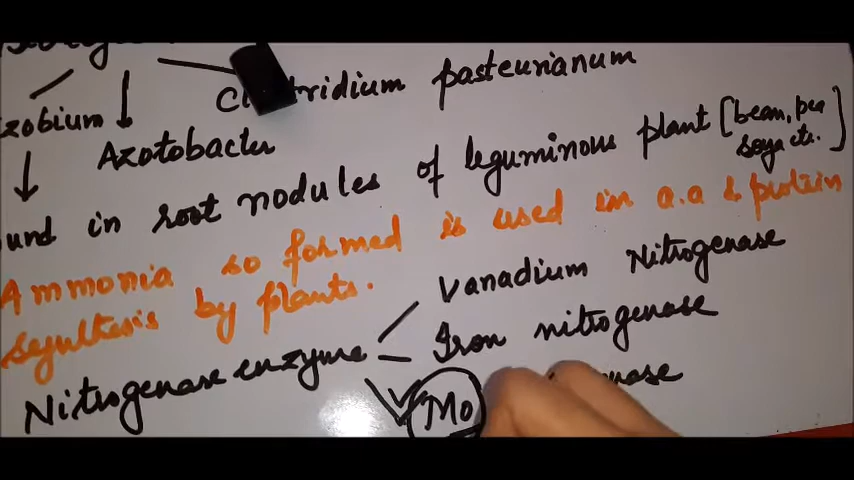 Clostridium pasteurianum
zobium
Azotobacter
und in root nodules of leguminous plant [bean, pea
soya etc.]
Ammonia so formed is used in a.a & protein
synthesis by plants.
Vanadium Nitrogenase
Nitrogenase enzyme
Iron nitrogenase
Mo